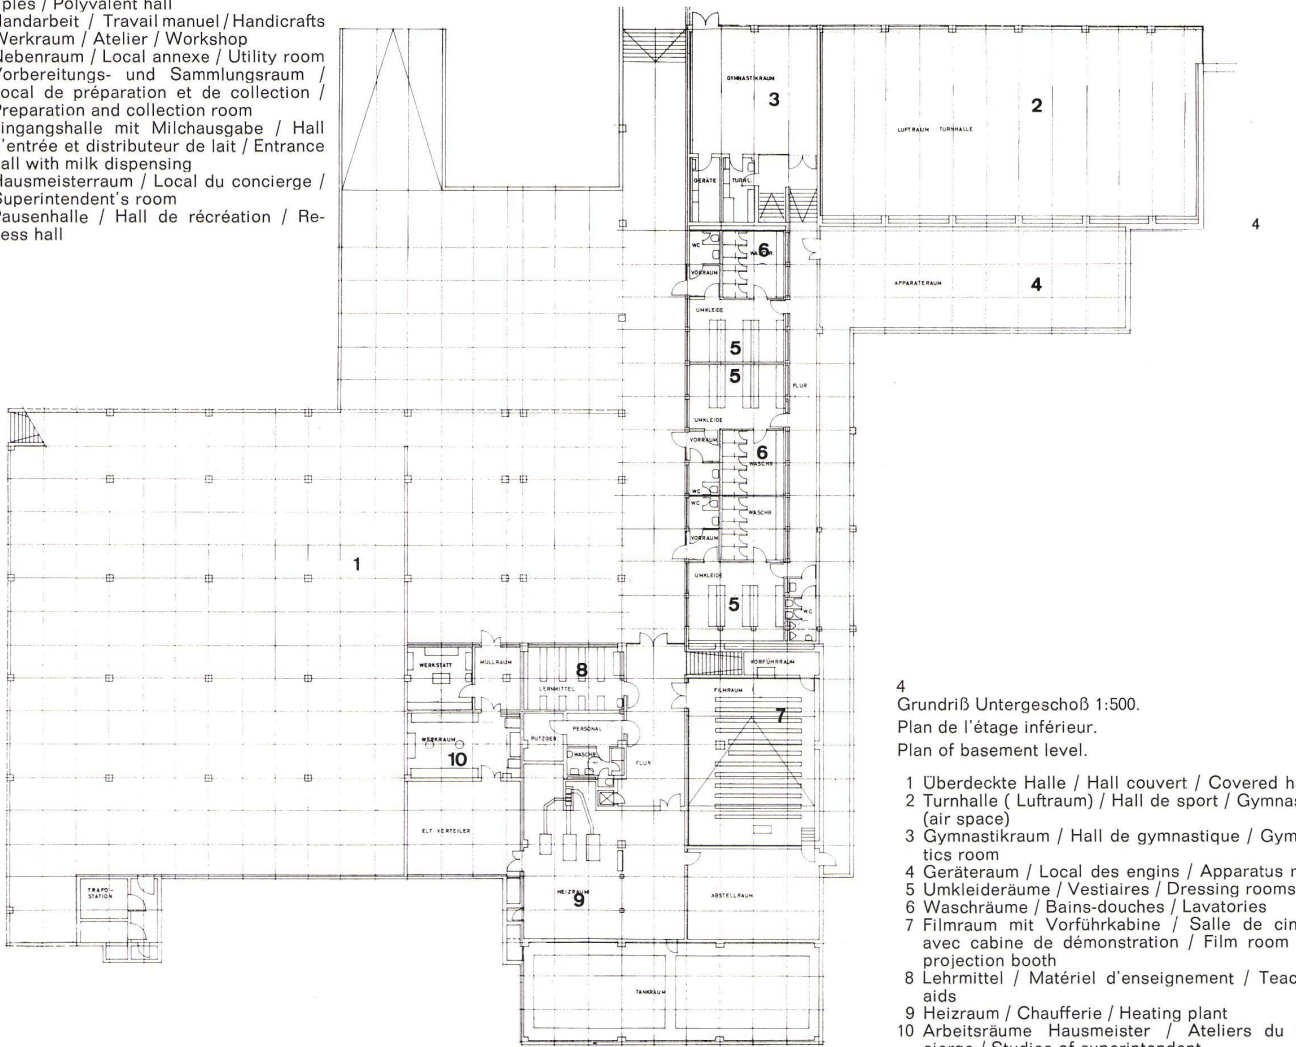 ples / Polyvalent hall
Handarbeit / Travail manuel / Handicrafts
Werkraum / Atelier / Workshop
Nebenraum / Local annexe / Utility room
Vorbereitungs- und Sammlungsraum /
Local de préparation et de collection /
Preparation and collection room
Eingangshalle mit Milchausgabe / Hall
d'entrée et distributeur de lait / Entrance
hall with milk dispensing
Hausmeisterraum / Local du concierge /
Superintendent's room
Pausenhalle / Hall de récréation / Re-
cess hall
GYMNASTIKRAUM
3
2
LUFTRAUM TURNHALLE
GERÄTE
TURNL.
4
WC
6
VORRAUM
APPARATERAUM
4
UMKLEIDE
5
5
FLUR
UMKLEIDE
VORRAUM
6
WASCHR
WC
WC
WASCHR
VORRAUM
1
UMKLEIDE
5
WC
WERKSTATT
MÜLLRAUM
8
LERNMITTEL
VORFÜHRRAUM
FILMRAUM
7
WERKRAUM
10
PUTZGER.
PERSONAL
WASCHR
FLUR
ELT VERTEILER
TRAFO-
STATION
HEIZRAUM
9
ABSTELLRAUM
TANKRAUM
4
Grundriß Untergeschoß 1:500.
Plan de l'étage inférieur.
Plan of basement level.
1 Überdeckte Halle / Hall couvert / Covered h
2 Turnhalle ( Luftraum) / Hall de sport / Gymnas
(air space)
3 Gymnastikraum / Hall de gymnastique / Gym
tics room
4 Geräteraum / Local des engins / Apparatus r
5 Umkleideräume / Vestiaires / Dressing rooms
6 Waschräume / Bains-douches / Lavatories
7 Filmraum mit Vorführkabine / Salle de cin
avec cabine de démonstration / Film room
projection booth
8 Lehrmittel / Matériel d'enseignement / Teac
aids
9 Heizraum / Chaufferie / Heating plant
10 Arbeitsräume Hausmeister / Ateliers du
cierge / Studios of superintendent